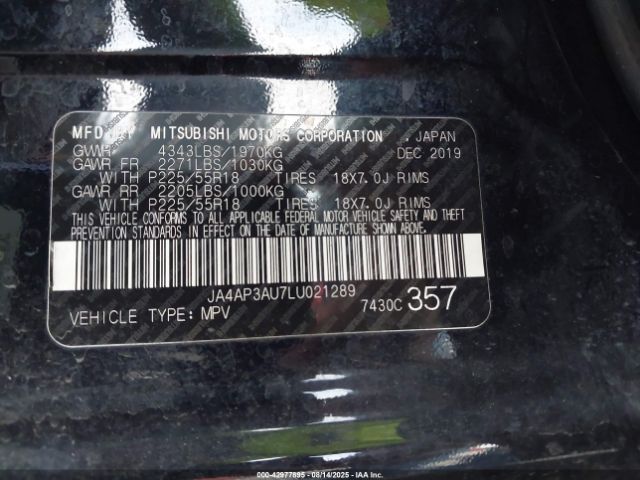 MFD BY MITSUBISHI MOTORS CORPORATION JAPAN
GVWR 4343LBS/1970KG DEC 2019
GAWR FR 2271LBS/1030KG
WITH P225/55R18 TIRES 18X7.0J RIMS
GAWR RR 2205LBS/1000KG
WITH P225/55R18 TIRES 18X7.0J RIMS
THIS VEHICLE CONFORMS TO ALL APPLICABLE FEDERAL MOTOR VEHICLE SAFETY AND THEFT
PREVENTION STANDARDS IN EFFECT ON THE DATE OF MANUFACTURE SHOWN ABOVE.
JA4AP3AU7LU021289
VEHICLE TYPE: MPV 7430C 357
000-42977895 - 08/14/2025 - IAA Inc.